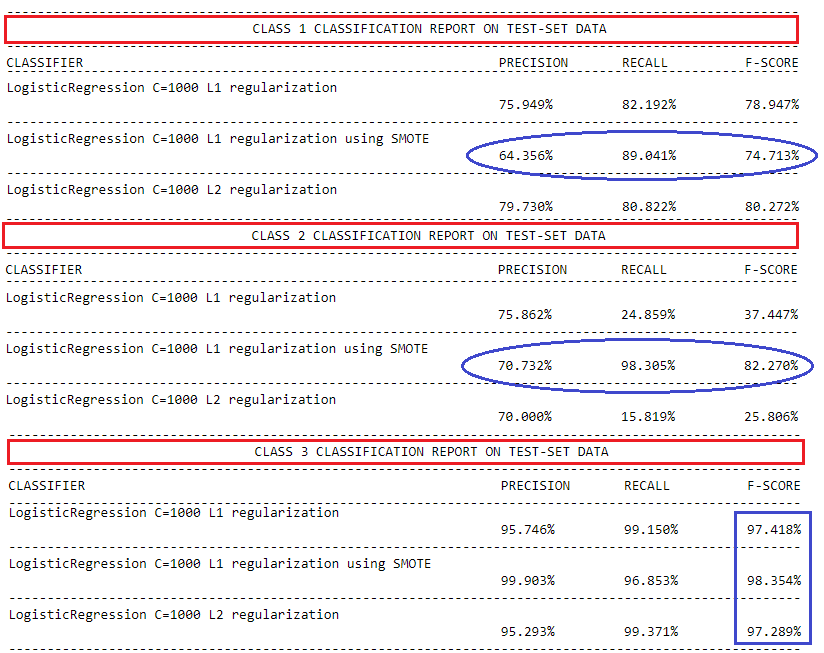 CLASS 1 CLASSIFICATION REPORT ON TEST-SET DATA
CLASSIFIER PRECISION RECALL F-SCORE
LogisticRegression C=1000 L1 regularization
75.949% 82.192% 78.947%
LogisticRegression C=1000 L1 regularization using SMOTE
64.356% 89.041% 74.713%
LogisticRegression C=1000 L2 regularization
79.730% 80.822% 80.272%
CLASS 2 CLASSIFICATION REPORT ON TEST-SET DATA
CLASSIFIER PRECISION RECALL F-SCORE
LogisticRegression C=1000 L1 regularization
75.862% 24.859% 37.447%
LogisticRegression C=1000 L1 regularization using SMOTE
70.732% 98.305% 82.270%
LogisticRegression C=1000 L2 regularization
70.000% 15.819% 25.806%
CLASS 3 CLASSIFICATION REPORT ON TEST-SET DATA
CLASSIFIER PRECISION RECALL F-SCORE
LogisticRegression C=1000 L1 regularization
95.746% 99.150% 97.418%
LogisticRegression C=1000 L1 regularization using SMOTE
99.903% 96.853% 98.354%
LogisticRegression C=1000 L2 regularization
95.293% 99.371% 97.289%